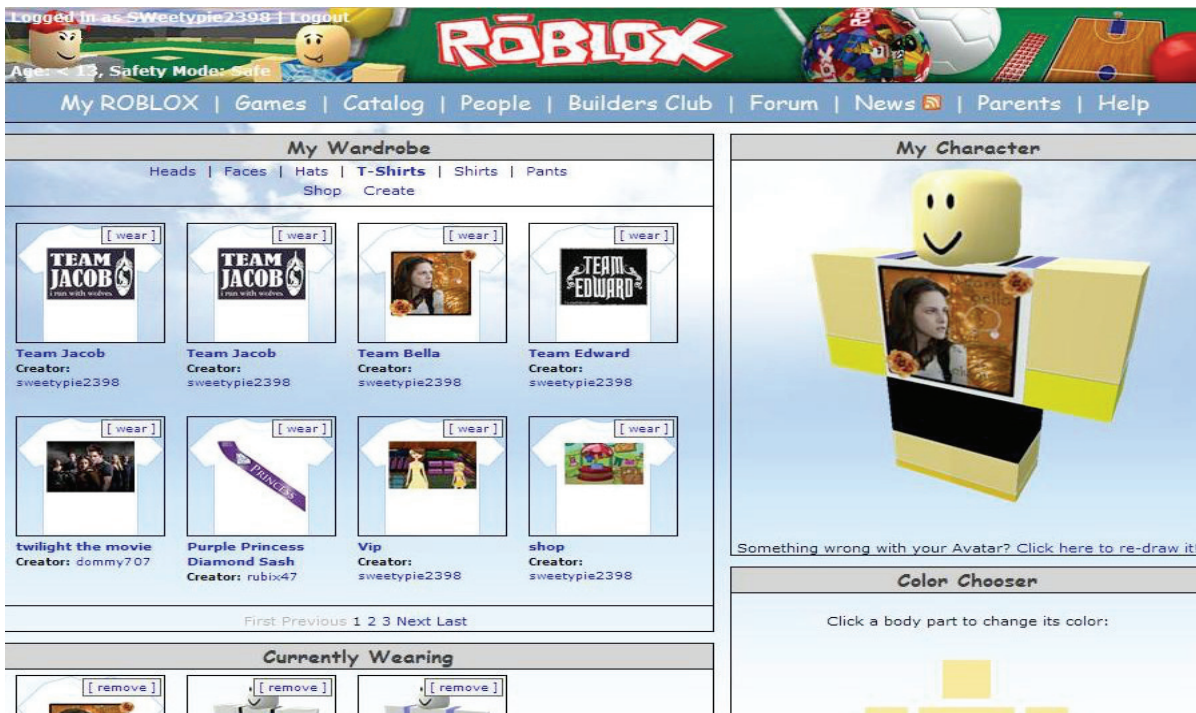 Logged in as SWeetypie2398 | Logout
ROBLOX
ROBLOX
Age: < 13, Safety Mode: Safe
My ROBLOX | Games | Catalog | People | Builders Club | Forum | News | Parents | Help
My Wardrobe
Heads | Faces | Hats | T-Shirts | Shirts | Pants
Shop Create
[ wear ] [ wear ] [ wear ] [ wear ]
TEAM JACOB
i run with wolves
TEAM JACOB
i run with wolves
TEAM EDWARD
Team Jacob
Creator:
sweetypie2398
Team Jacob
Creator:
sweetypie2398
Team Bella
Creator:
sweetypie2398
Team Edward
Creator:
sweetypie2398
[ wear ] [ wear ] [ wear ] [ wear ]
PRINCESS
twilight the movie
Creator: dommy707
Purple Princess
Diamond Sash
Creator: rubix47
Vip
Creator:
sweetypie2398
shop
Creator:
sweetypie2398
First Previous 1 2 3 Next Last
Currently Wearing
[ remove ] [ remove ] [ remove ]
My Character
bella
Something wrong with your Avatar? Click here to re-draw it!
Color Chooser
Click a body part to change its color: